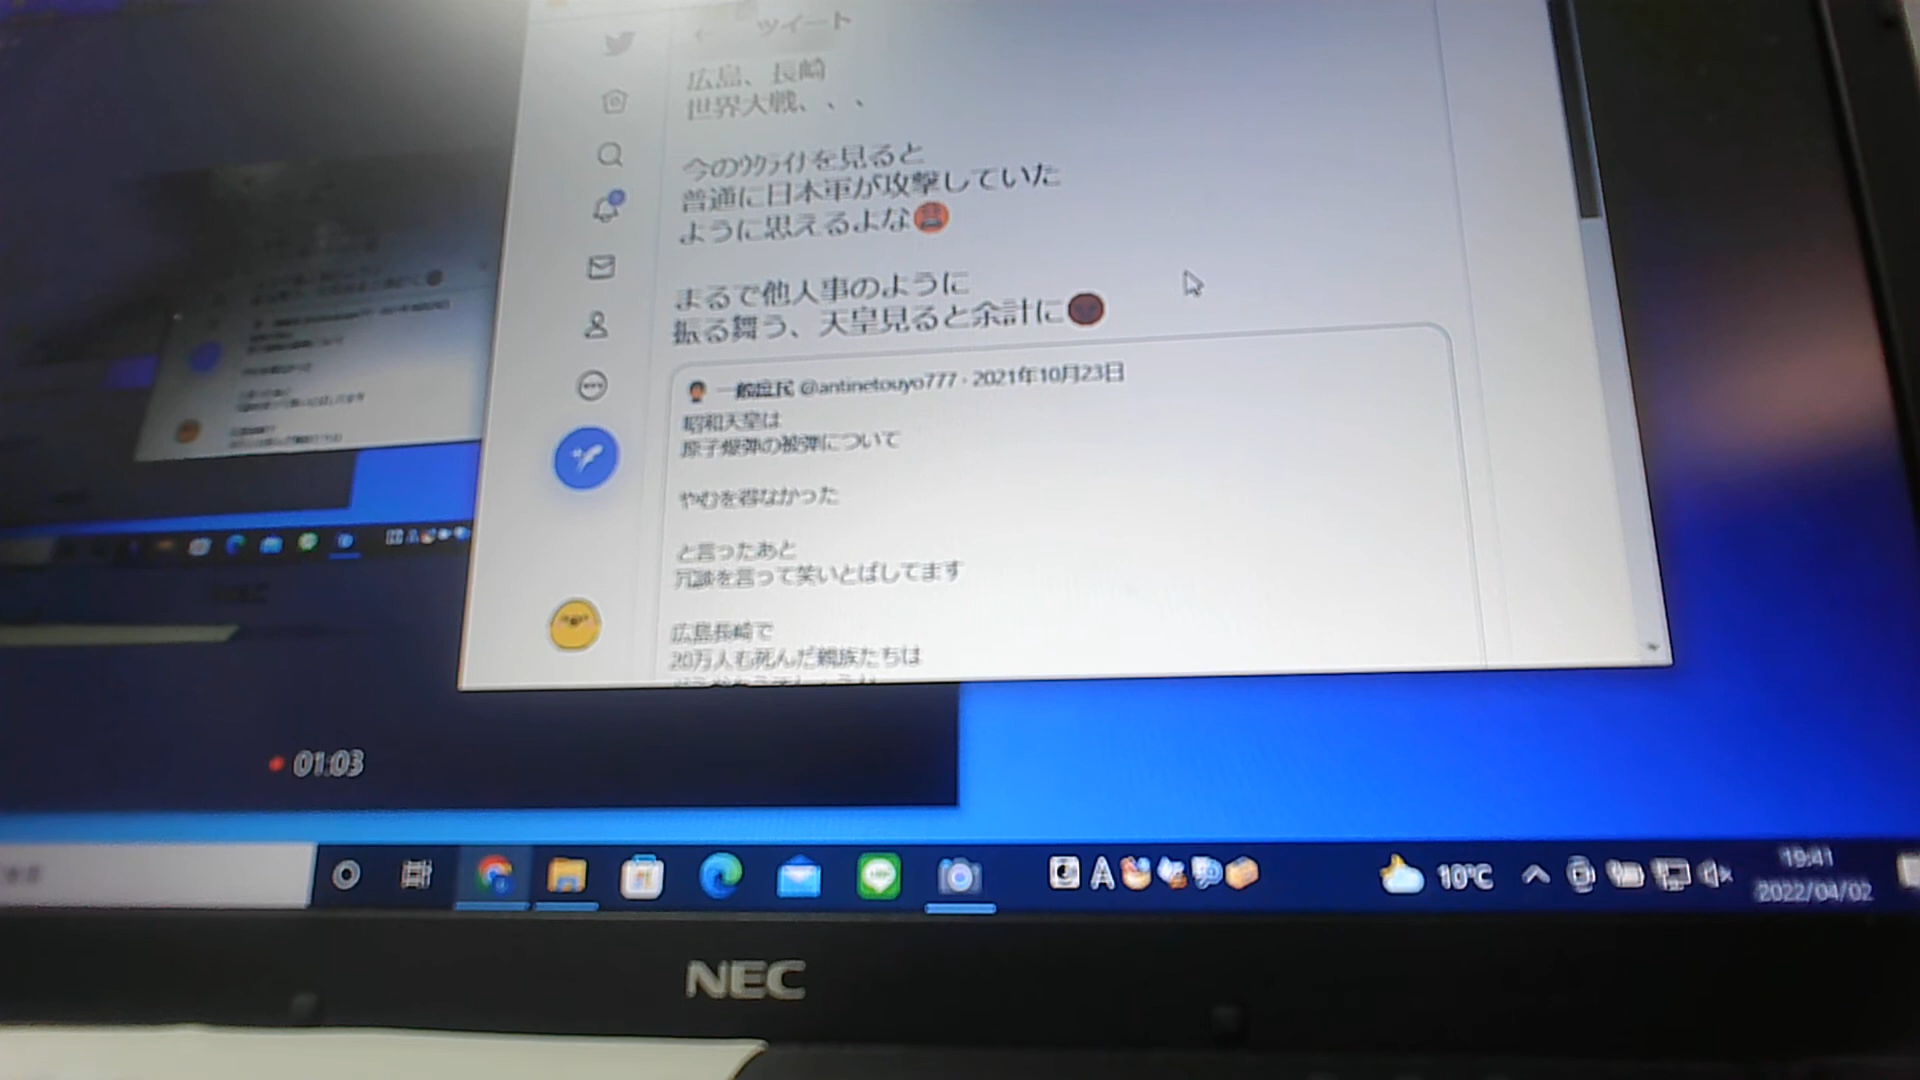 ツイート
広島、長崎
世界大戦、、、
今のウクライナを見ると
普通に日本軍が攻撃していた
ように思えるよな
まるで他人事のように
振る舞う、天皇見ると余計に
一般庶民 @antinetouyo777・2021年10月23日
昭和天皇は
原子爆弾の被弾について
やむを得なかった
と言ったあと
冗談を言って笑いとばしてます
広島長崎で
20万人も死んだ親族たちは
01:03
10°C
19:41
2022/04/02
NEC